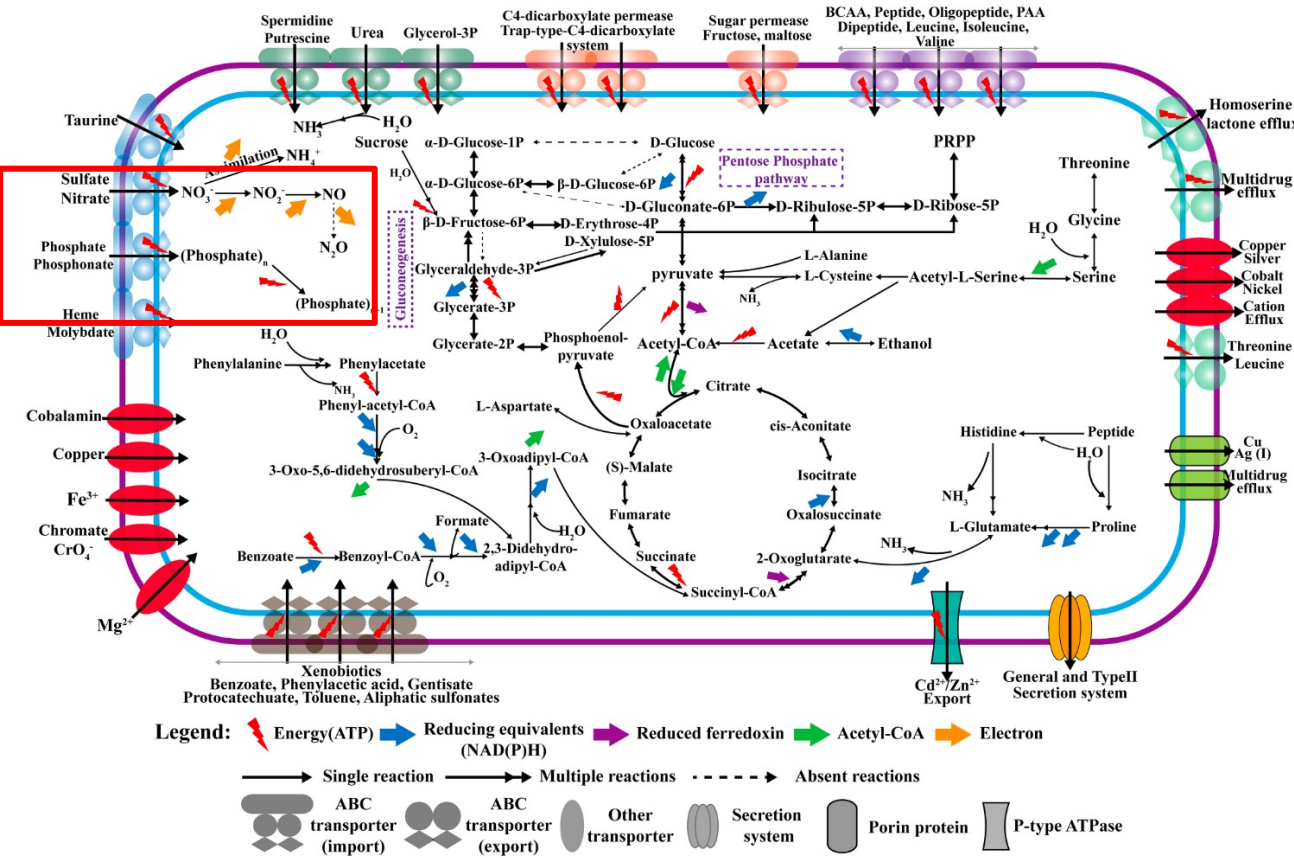 Spermidine
Putrescine
Urea
Glycerol-3P
C4-dicarboxylate permease
Trap-type-C4-dicarboxylate
system
Sugar permease
Fructose, maltose
BCAA, Peptide, Oligopeptide, PAA
Dipeptide, Leucine, Isoleucine,
Valine
Taurine
NH₃
H₂O
Assimilation
NH₄⁺
Sulfate
Nitrate
NO₃⁻
NO₂⁻
NO
N₂O
Phosphate
Phosphonate
(Phosphate)ₙ
(Phosphate)
Heme
Molybdate
Sucrose
H₂O
α-D-Glucose-1P
D-Glucose
α-D-Glucose-6P
β-D-Glucose-6P
Pentose Phosphate
pathway
D-Gluconate-6P
D-Ribulose-5P
D-Ribose-5P
PRPP
β-D-Fructose-6P
D-Erythrose-4P
D-Xylulose-5P
Gluconeogenesis
Glyceraldehyde-3P
Glycerate-3P
Glycerate-2P
Phosphoenol-
pyruvate
pyruvate
L-Alanine
L-Cysteine
NH₃
Acetyl-L-Serine
Serine
H₂O
Glycine
Threonine
Acetyl-CoA
Acetate
Ethanol
Homoserine
lactone efflux
Multidrug
efflux
Copper
Silver
Cobalt
Nickel
Cation
Efflux
Threonine
Leucine
Cu
Ag (I)
Multidrug
efflux
H₂O
Phenylalanine
Phenylacetate
NH₃
Phenyl-acetyl-CoA
O₂
3-Oxo-5,6-didehydrosuberyl-CoA
Cobalamin
Copper
Fe³⁺
Chromate
CrO₄⁻
Mg²⁺
Benzoate
Benzoyl-CoA
O₂
Formate
2,3-Didehydro-
adipyl-CoA
H₂O
3-Oxoadipyl-CoA
L-Aspartate
Oxaloacetate
Citrate
cis-Aconitate
Isocitrate
Oxalosuccinate
2-Oxoglutarate
Succinyl-CoA
Succinate
Fumarate
(S)-Malate
Histidine
Peptide
H₂O
NH₃
L-Glutamate
Proline
NH₃
Xenobiotics
Benzoate, Phenylacetic acid, Gentisate
Protocatechuate, Toluene, Aliphatic sulfonates
Cd²⁺/Zn²⁺
Export
General and TypeII
Secretion system
Legend:
Energy(ATP)
Reducing equivalents
(NAD(P)H)
Reduced ferredoxin
Acetyl-CoA
Electron
Single reaction
Multiple reactions
Absent reactions
ABC
transporter
(import)
ABC
transporter
(export)
Other
transporter
Secretion
system
Porin protein
P-type ATPase